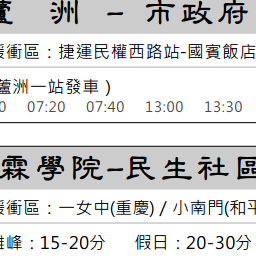 蘆 洲 - 市政府
緩衝區：捷運民權西路站-國賓飯店
蘆洲一站發車 )
0 07:20 07:40 13:00 13:30
霖學院-民生社區
緩衝區：一女中(重慶) / 小南門(和平
離峰：15-20分 假日：20-30分